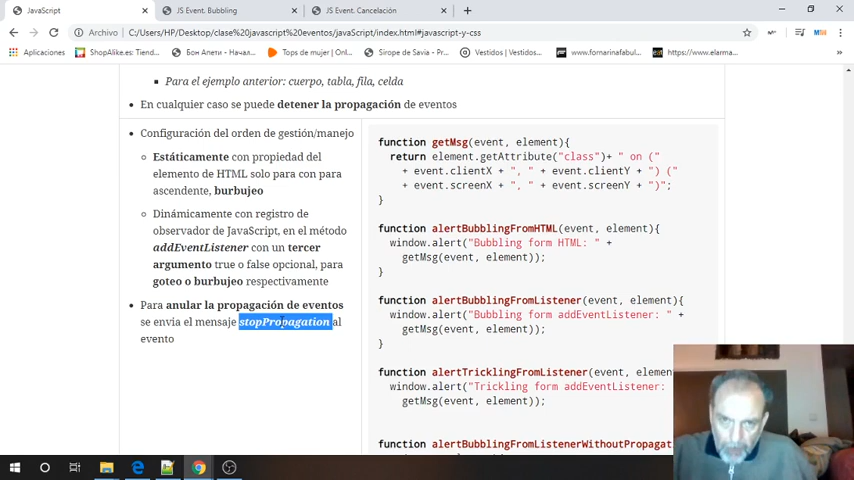 JavaScript
JS Event. Bubbling
JS Event. Cancelación
Archivo | C:/Users/HP/Desktop/clase%20javascript%20eventos/javaScript/index.html#javascript-y-css
Aplicaciones
ShopAlike.es: Tiend...
Бон Апети - Начал...
Tops de mujer | Onl...
Sirope de Savia - Pr...
Vestidos | Vestidos...
www.fornarinafabul...
https://www.elarma...
Para el ejemplo anterior: cuerpo, tabla, fila, celda
En cualquier caso se puede detener la propagación de eventos
Configuración del orden de gestión/manejo
Estáticamente con propiedad del
elemento de HTML solo para con para
ascendente, burbujeo
Dinámicamente con registro de
observador de JavaScript, en el método
addEventListener con un tercer
argumento true o false opcional, para
goteo o burbujeo respectivamente
Para anular la propagación de eventos
se envia el mensaje stopPropagation al
evento
function getMsg(event, element){
return element.getAttribute("class")+ " on ("
+ event.clientX + ", " + event.clientY + ") ("
+ event.screenX + ", " + event.screenY + ")";
}
function alertBubblingFromHTML(event, element){
window.alert("Bubbling form HTML: " +
getMsg(event, element));
}
function alertBubblingFromListener(event, element){
window.alert("Bubbling form addEventListener: " +
getMsg(event, element));
}
function alertTricklingFromListener(event, elemen
window.alert("Trickling form addEventListener:
getMsg(event, element));
function alertBubblingFromListenerWithoutPropagat